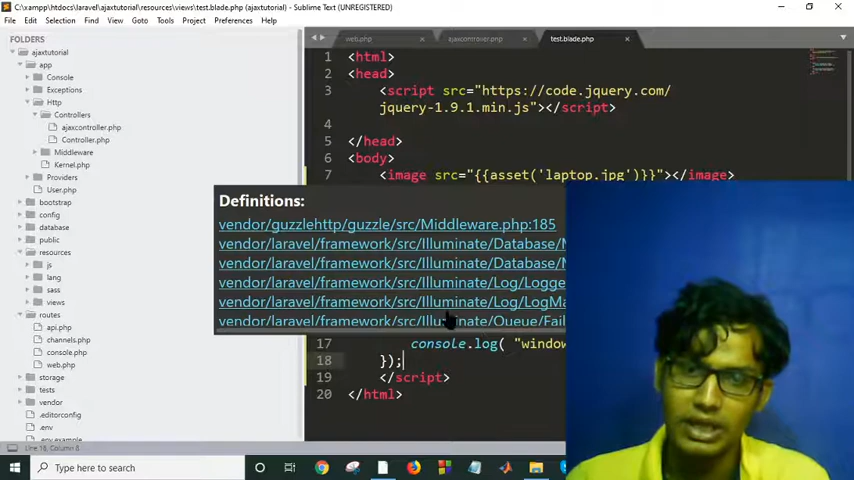 C:\xampp\htdocs\laravel\ajaxtutorial\resources\views\test.blade.php (ajaxtutorial) - Sublime Text (UNREGISTERED)
File Edit Selection Find View Goto Tools Project Preferences Help
FOLDERS
ajaxtutorial
app
Console
Exceptions
Http
Controllers
ajaxcontroller.php
Controller.php
Middleware
Kernel.php
Providers
User.php
bootstrap
config
database
public
resources
js
lang
sass
views
routes
api.php
channels.php
console.php
web.php
storage
tests
vendor
.editorconfig
.env
.env.example
web.php
test.blade.php
1 <html>
2 <head>
3 <script src="https://code.jquery.com/
jquery-1.9.1.min.js"></script>
4
5 </head>
6 <body>
7 <image src="{{asset('laptop.jpg')}}"></image>
Definitions:
vendor/guzzlehttp/guzzle/src/Middleware.php:185
vendor/laravel/framework/src/Illuminate/Database/
vendor/laravel/framework/src/Illuminate/Database/
vendor/laravel/framework/src/Illuminate/Log/Logge
vendor/laravel/framework/src/Illuminate/Log/LogMa
vendor/laravel/framework/src/Illuminate/Queue/Fail
17 console.log( "windo
18 });
19 </script>
20 </html>
Line 18, Column 8
Type here to search